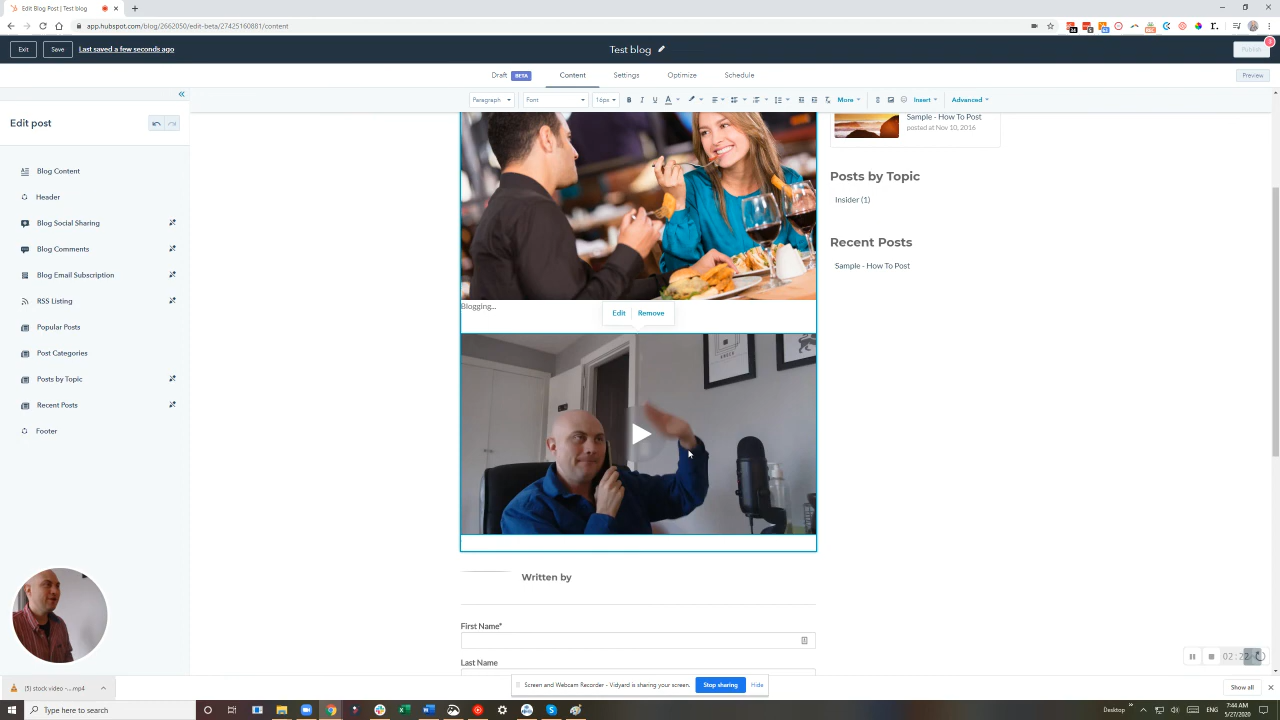 Edit Blog Post | Test blog
app.hubspot.com/blog/2662050/edit-beta/27425160881/content
Exit
Save
Last saved a few seconds ago
Test blog
Publish
Draft BETA
Content
Settings
Optimize
Schedule
Preview
Paragraph
Font
16px
B I U A
More
Insert
Advanced
Edit post
Blog Content
Header
Blog Social Sharing
Blog Comments
Blog Email Subscription
RSS Listing
Popular Posts
Post Categories
Posts by Topic
Recent Posts
Footer
Sample - How To Post
posted at Nov 10, 2016
Posts by Topic
Insider (1)
Recent Posts
Sample - How To Post
Blogging...
Edit
Remove
Written by
First Name*
Last Name
02:22
ck video - .mp4
Screen and Webcam Recorder - Vidyard is sharing your screen.
Stop sharing
Hide
Show all
Type here to search
Desktop
7:44 AM
5/27/2020